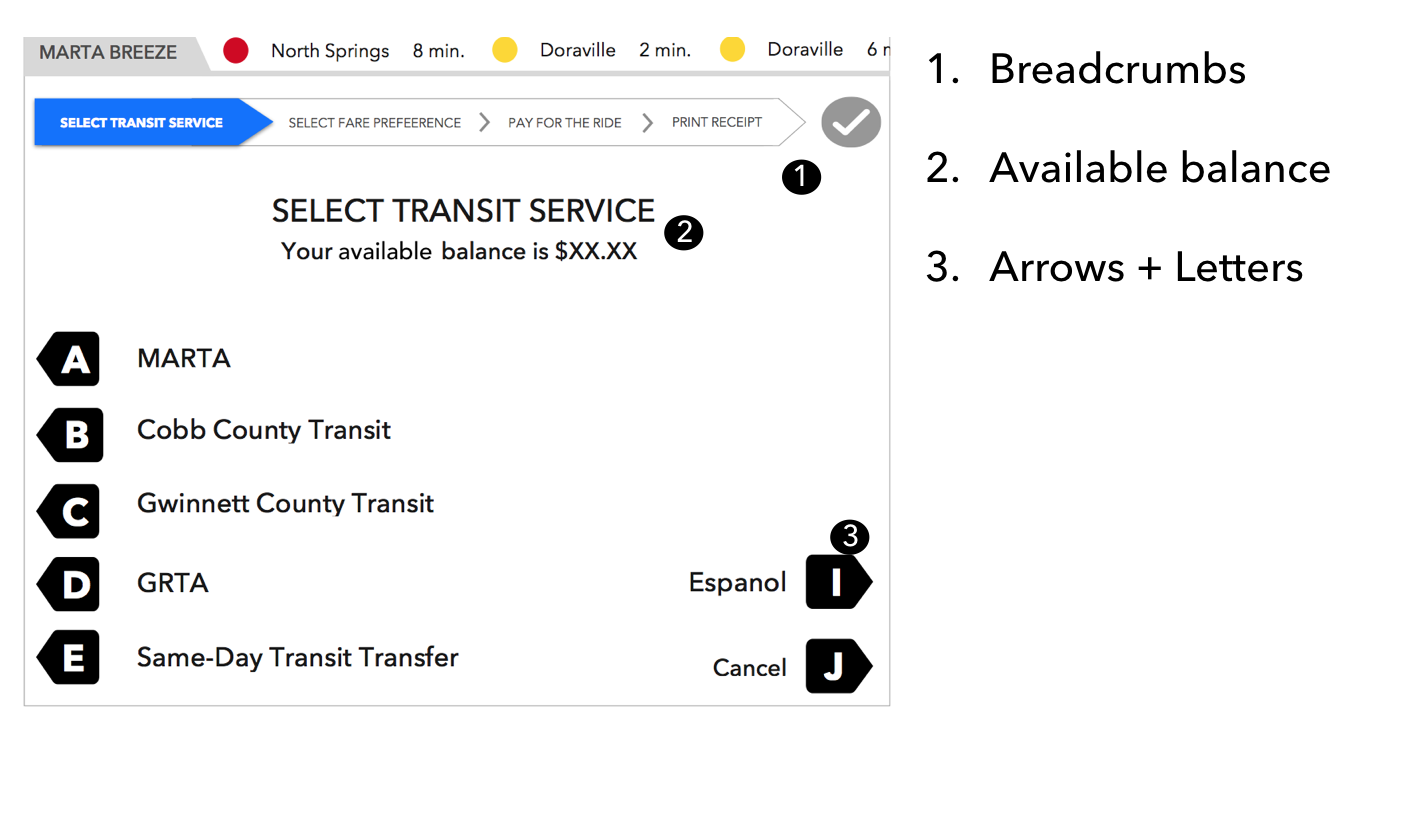 MARTA BREEZE North Springs 8 min. Doraville 2 min. Doraville 6
SELECT TRANSIT SERVICE SELECT FARE PREFEERENCE PAY FOR THE RIDE PRINT RECEIPT
1
SELECT TRANSIT SERVICE
2
Your available balance is $XX.XX
A MARTA
B Cobb County Transit
C Gwinnett County Transit
3
D GRTA
Espanol I
E Same-Day Transit Transfer
Cancel J
1. Breadcrumbs
2. Available balance
3. Arrows + Letters